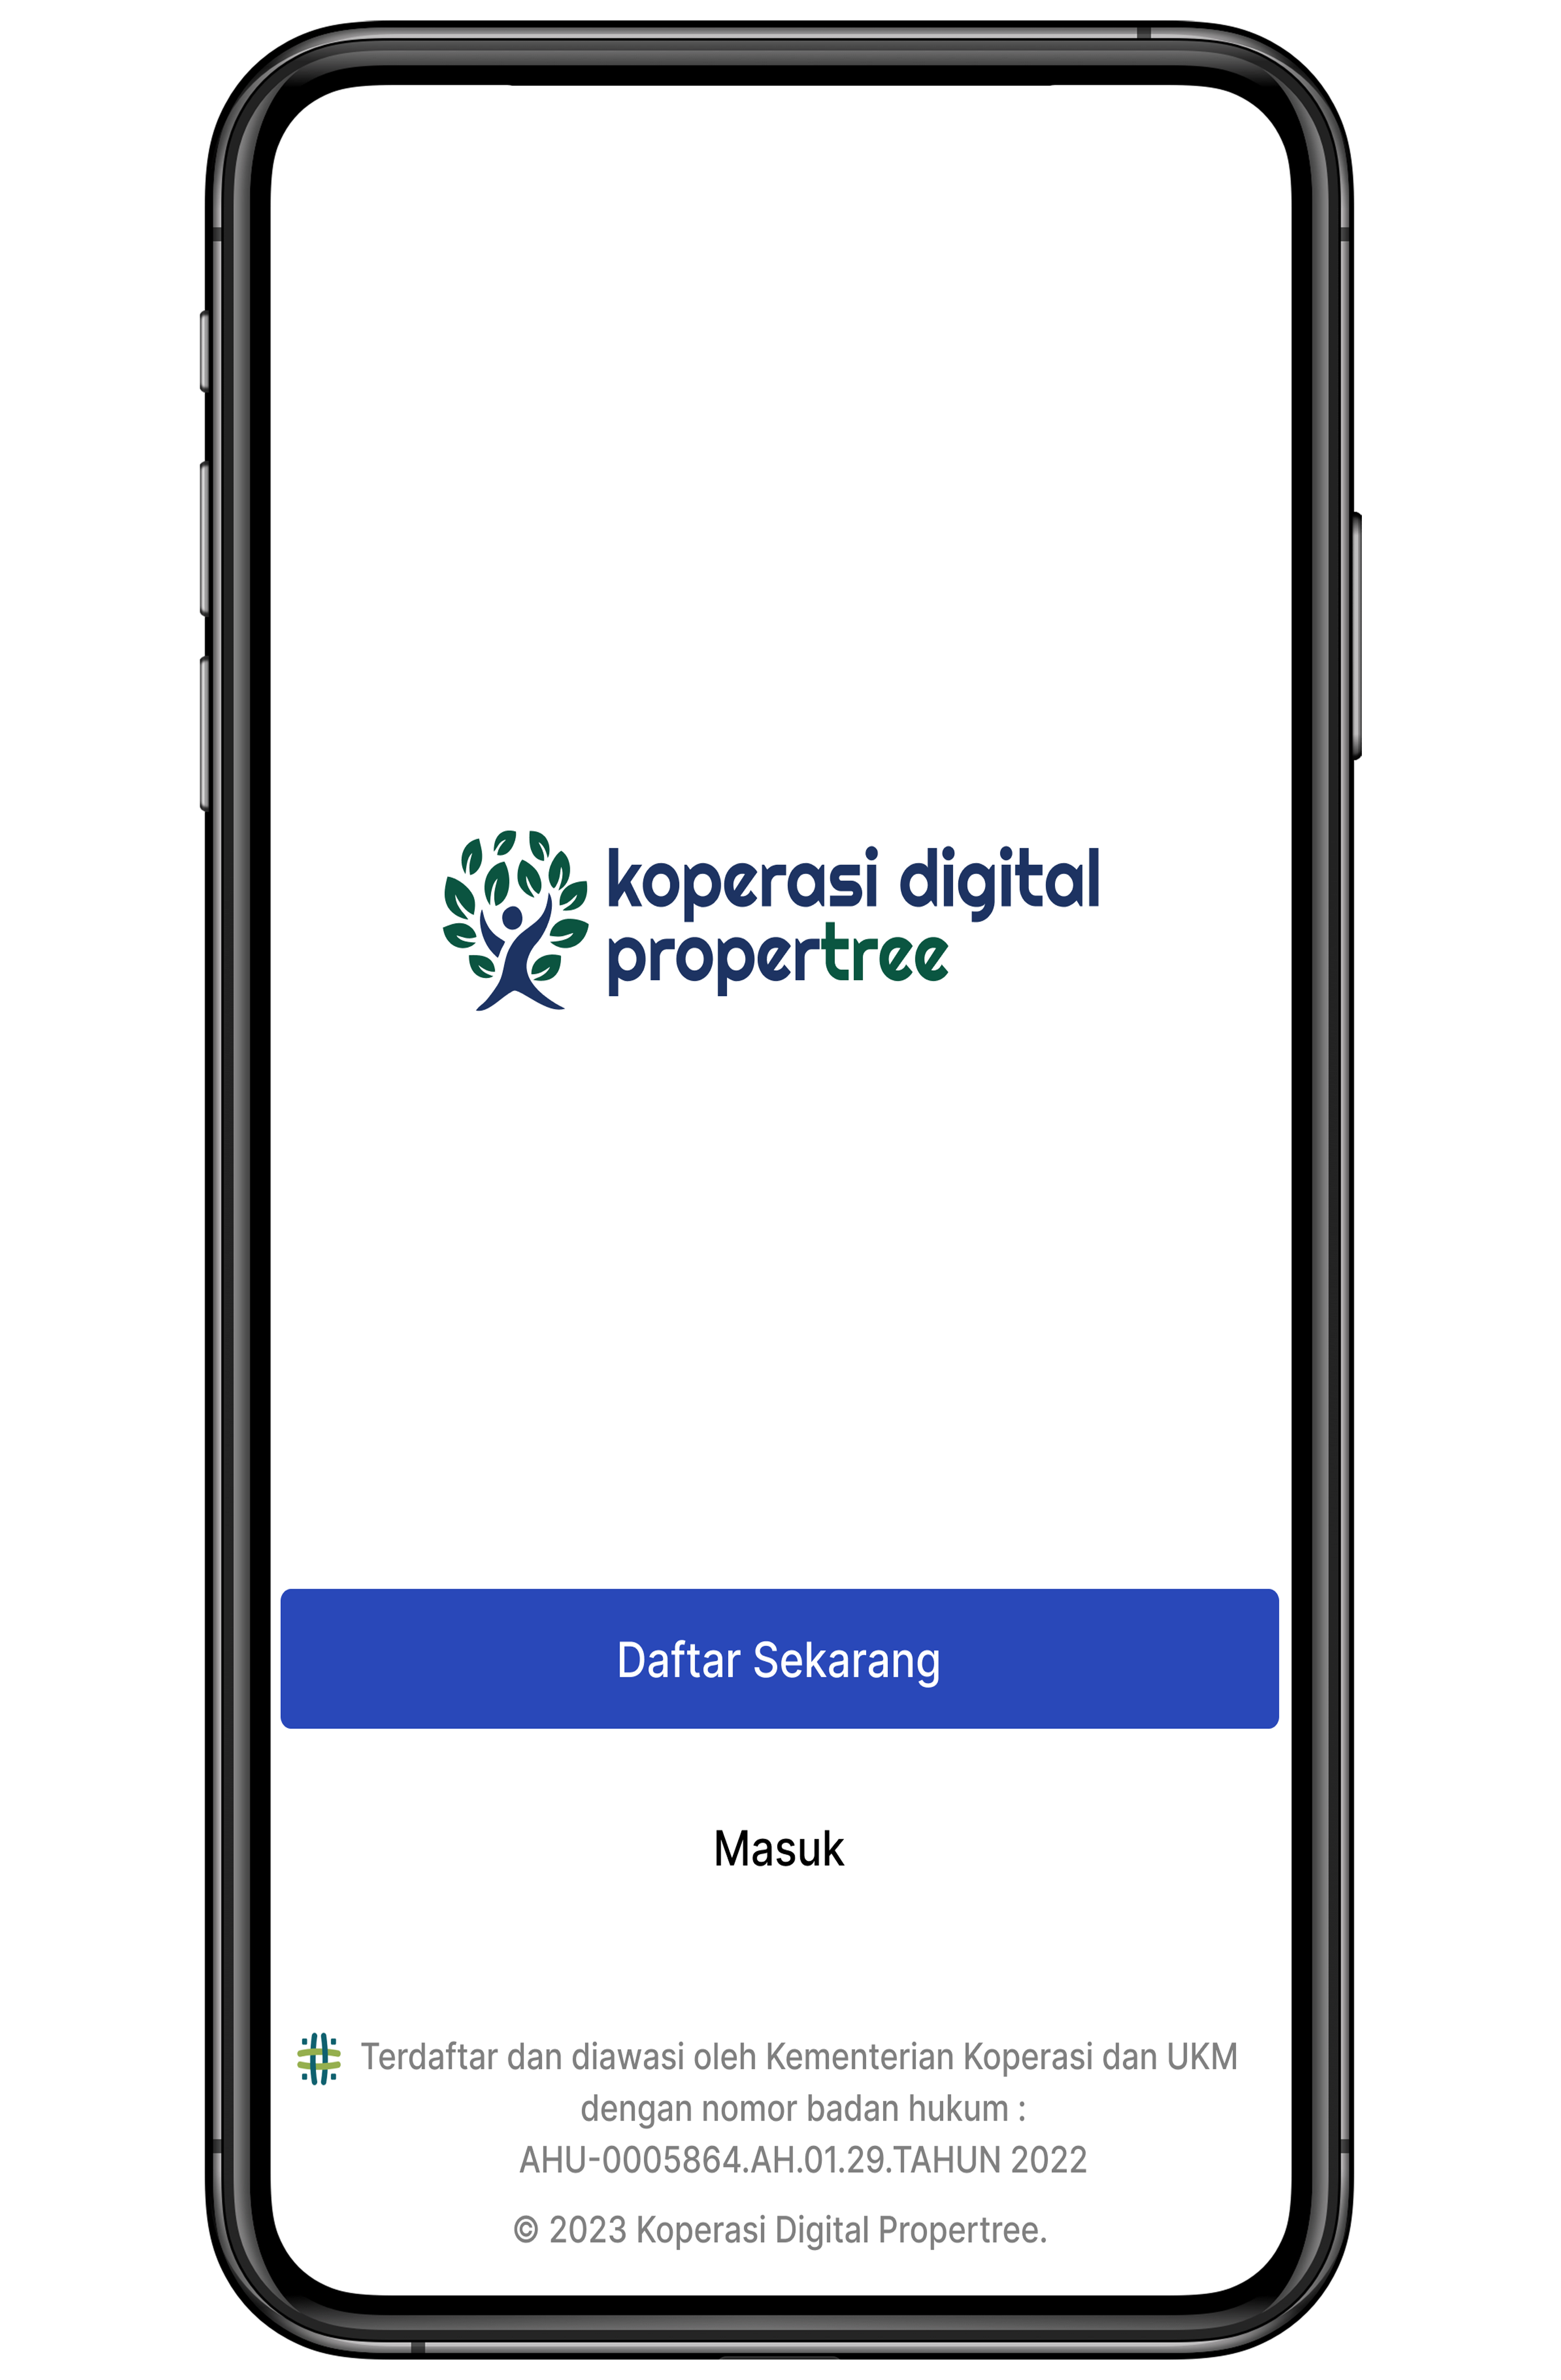 koperasi digital
propertree
Daftar Sekarang
Masuk
Terdaftar dan diawasi oleh Kementerian Koperasi dan UKM
dengan nomor badan hukum :
AHU-0005864.AH.01.29.TAHUN 2022
© 2023 Koperasi Digital Propertree.